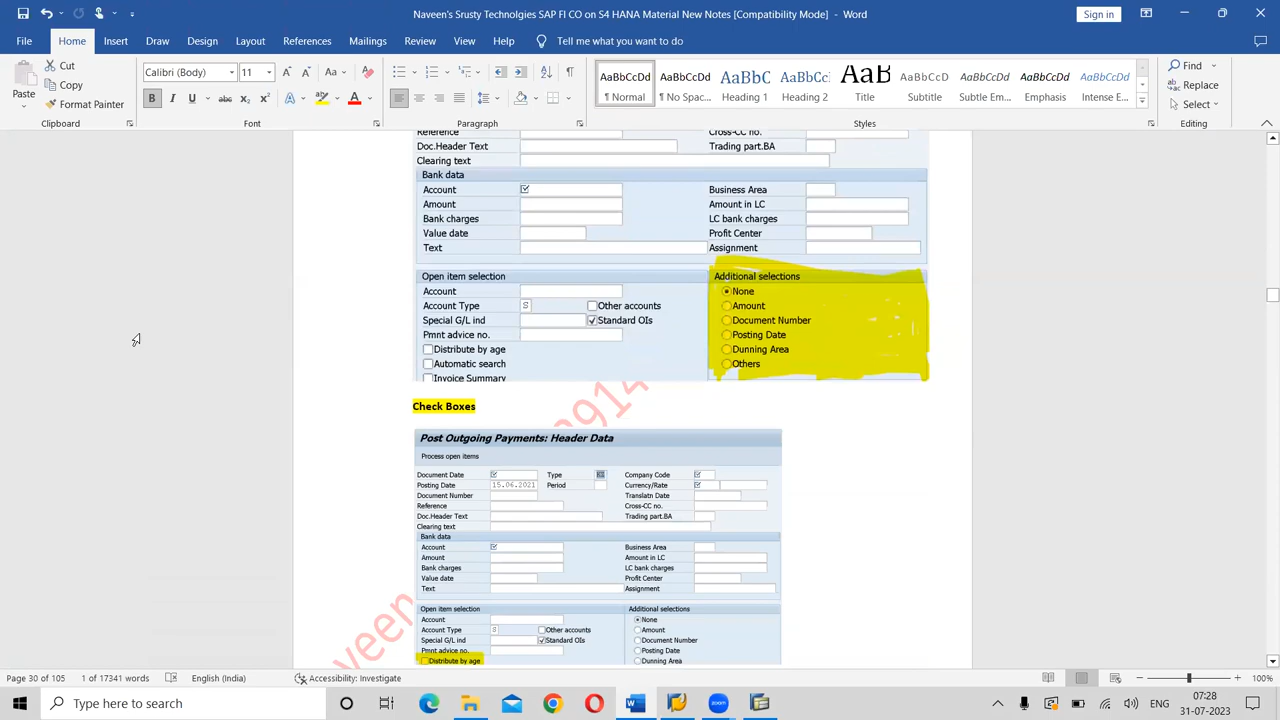 Naveen Technologies SAP FI CO on S4 HANA Material SAP [Compatibility Mode] - Word
Sign in
File Home Insert Draw Design Layout References Mailings Review View Help Tell me what you want to do
Paste
Cut
Copy
Format Painter
Clipboard
Calibri (Body) 11
Font
Paragraph
AaBbCcDd AaBbCcDd AaBbC AaBbCc AaB AaBbCcD AaBbCcDd AaBbCcDd AaBbCcDd
¶ Normal ¶ No Spac... Heading 1 Heading 2 Title Subtitle Subtle Em... Emphasis Intense E...
Styles
Find
Replace
Select
Editing
Reference Cross-CC no.
Doc.Header Text Trading part.BA
Clearing text
Bank data
Account Business Area
Amount Amount in LC
Bank charges LC bank charges
Value date Profit Center
Text Assignment
Open item selection Additional selections
Account None
Account Type S Other accounts Amount
Special G/L ind Standard OIs Document Number
Pmnt advice no. Posting Date
Distribute by age Dunning Area
Automatic search Others
Invoice Summary
Check Boxes
Post Outgoing Payments: Header Data
Process open items
Document Date Type Company Code
Posting Date 15.06.2021 Period Currency/Rate
Document Number Translatn Date
Reference Cross-CC no.
Doc.Header Text Trading part.BA
Clearing text
Bank data
Account Business Area
Amount Amount in LC
Bank charges LC bank charges
Value date Profit Center
Text Assignment
Open item selection Additional selections
Account None
Account Type S Other accounts Amount
Special G/L ind Standard OIs Document Number
Pmnt advice no. Posting Date
Distribute by age Dunning Area
Page 30 of 105 1 of 17341 words English (India) Accessibility: Investigate 100%
Type here to search
07:28
31-07-2023